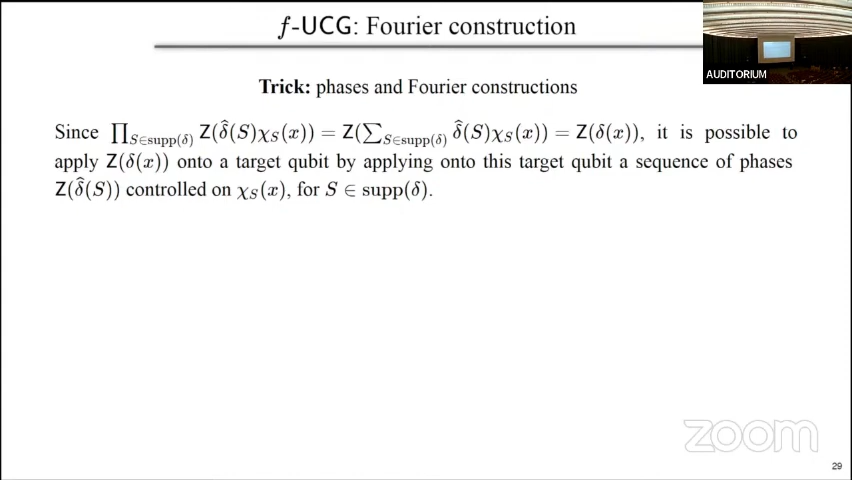 f-UCG: Fourier construction
AUDITORIUM
Trick: phases and Fourier constructions
Since ∏_{S∈supp(δ)} Z(δ̂(S)χ_S(x)) = Z(∑_{S∈supp(δ)} δ̂(S)χ_S(x)) = Z(δ(x)), it is possible to
apply Z(δ(x)) onto a target qubit by applying onto this target qubit a sequence of phases
Z(δ̂(S)) controlled on χ_S(x), for S ∈ supp(δ).
zoom
29